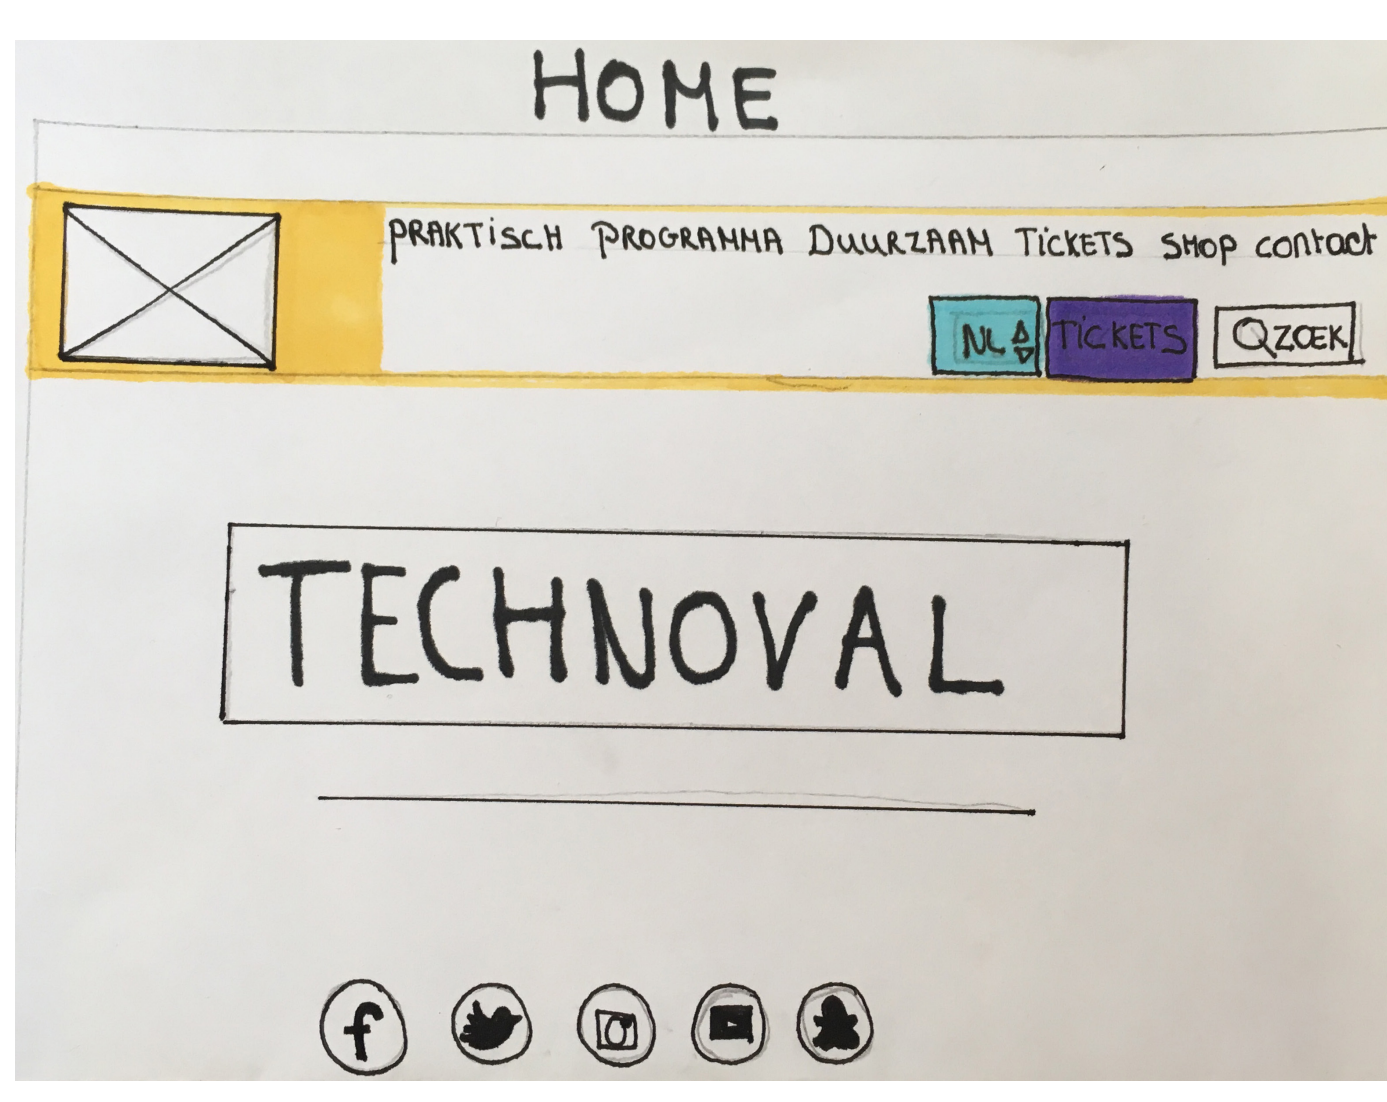 HOME
PRAKTiSCH PROGRAMMA DUURZAAM TiCKETS SHOP contact
NL TiCKETS ZOEK
TECHNOVAL
f